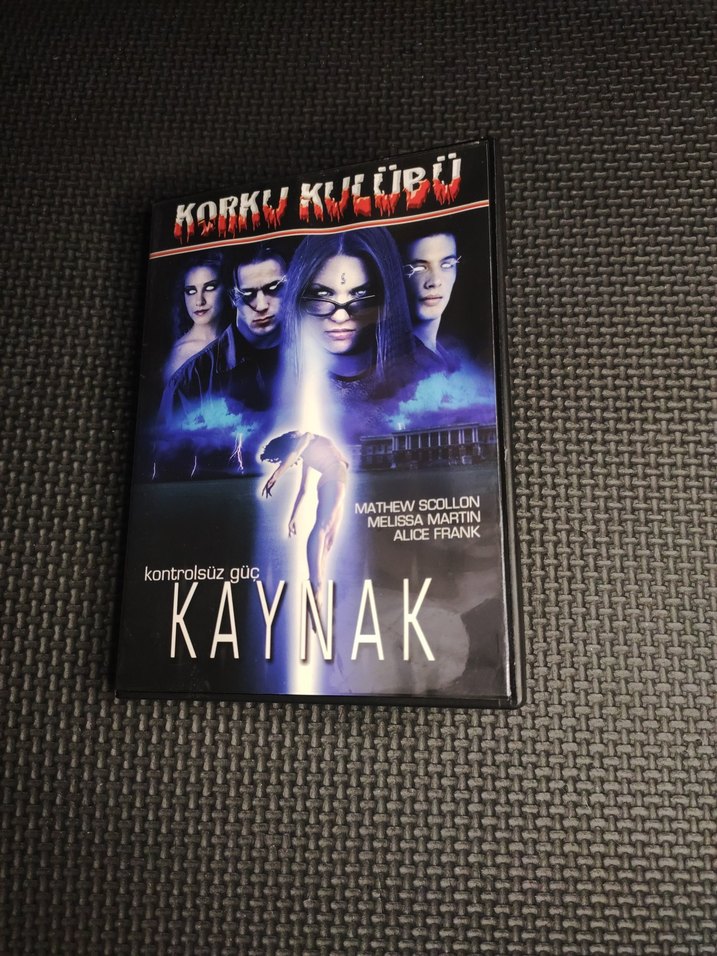 KORKU KULÜBÜ
MATHEW SCOLLON
MELISSA MARTIN
ALICE FRANK
kontrolsüz güç
KAYNAK